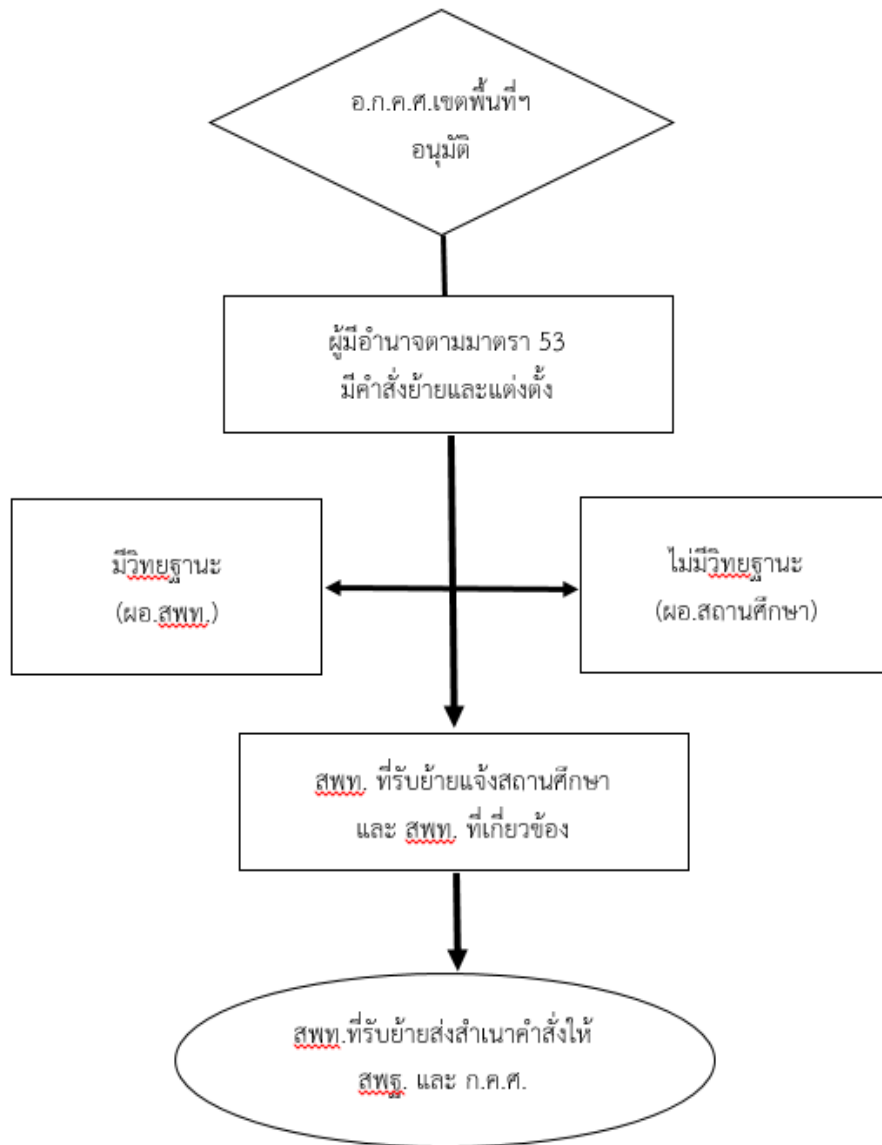 อ.ก.ค.ศ.เขตพื้นที่ฯ
อนุมัติ
ผู้มีอำนาจตามมาตรา 53
มีคำสั่งย้ายและแต่งตั้ง
มีวิทยฐานะ
(ผอ.สพท.)
ไม่มีวิทยฐานะ
(ผอ.สถานศึกษา)
สพท. ที่รับย้ายแจ้งสถานศึกษา
และ สพท. ที่เกี่ยวข้อง
สพท.ที่รับย้ายส่งสำเนาคำสั่งให้
สพฐ. และ ก.ค.ศ.